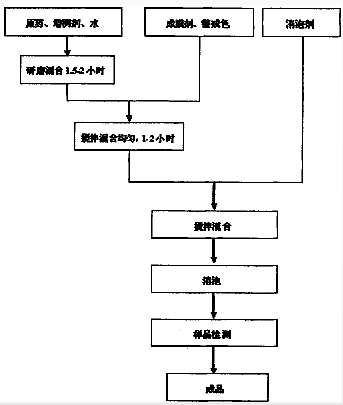 原药、增稠剂、水
成膜剂、警戒色
消泡剂
研磨混合 1.5-2 小时
搅拌混合均匀，1-2 小时
搅拌混合
消泡
样品检测
成品